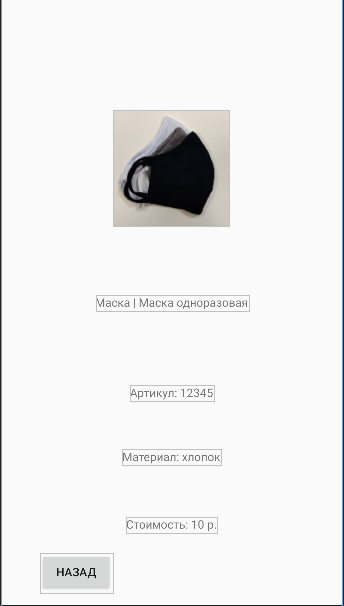 Маска | Маска одноразовая
Артикул: 12345
Материал: хлопок
Стоимость: 10 р.
НАЗАД